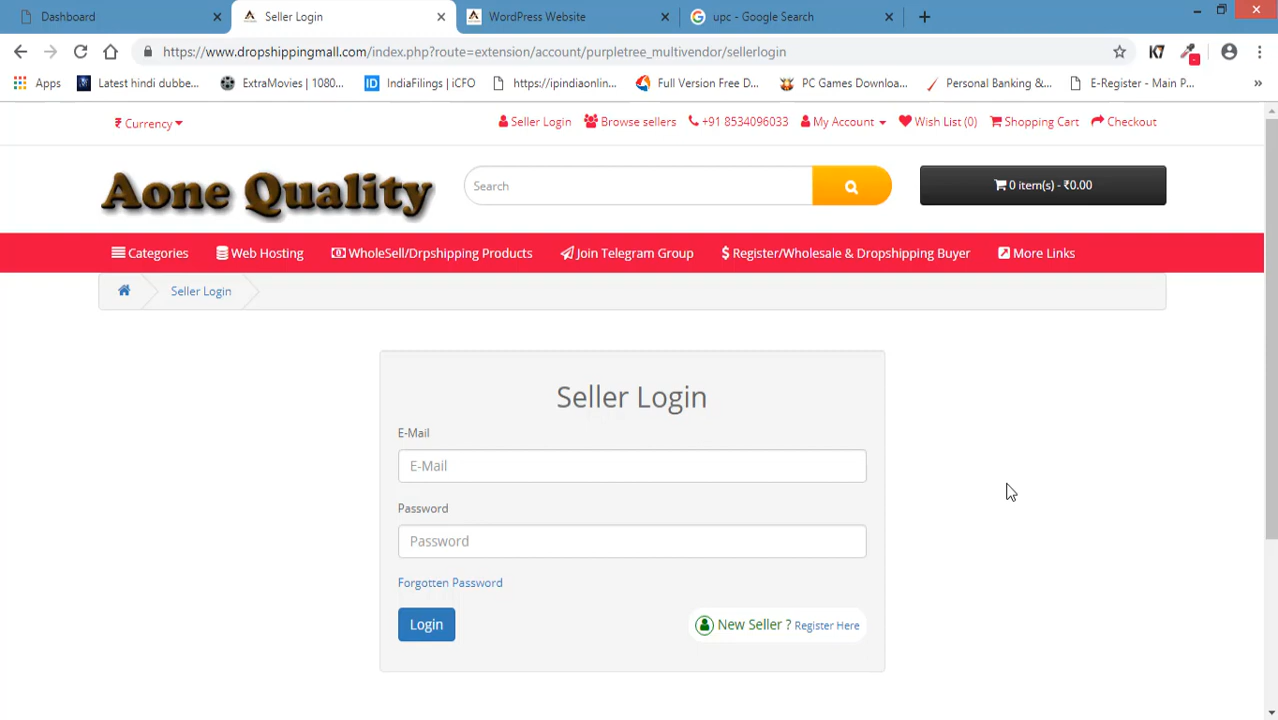 Dashboard
Seller Login
WordPress Website
upc - Google Search
https://www.dropshippingmall.com/index.php?route=extension/account/purpletree_multivendor/sellerlogin
K7
Apps
Latest hindi dubbe...
ExtraMovies | 1080...
ID IndiaFilings | iCFO
https://ipindiaonlin...
Full Version Free D...
PC Games Downloa...
Personal Banking &...
E-Register - Main P...
»
₹ Currency
Seller Login
Browse sellers
+91 8534096033
My Account
Wish List (0)
Shopping Cart
Checkout
Aone Quality
Search
0 item(s) - ₹0.00
Categories
Web Hosting
WholeSell/Drpshipping Products
Join Telegram Group
$ Register/Wholesale & Dropshipping Buyer
More Links
Seller Login
Seller Login
E-Mail
E-Mail
Password
Password
Forgotten Password
Login
New Seller ? Register Here